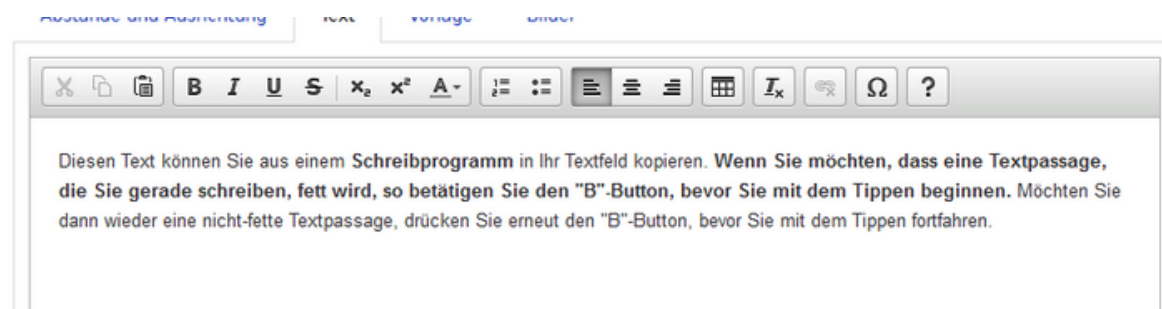 Abstände und Ausrichtung Text Vorlage Bilder
B I U S x₂ x² A Iₓ Ω ?
Diesen Text können Sie aus einem Schreibprogramm in Ihr Textfeld kopieren. Wenn Sie möchten, dass eine Textpassage,
die Sie gerade schreiben, fett wird, so betätigen Sie den "B"-Button, bevor Sie mit dem Tippen beginnen. Möchten Sie
dann wieder eine nicht-fette Textpassage, drücken Sie erneut den "B"-Button, bevor Sie mit dem Tippen fortfahren.